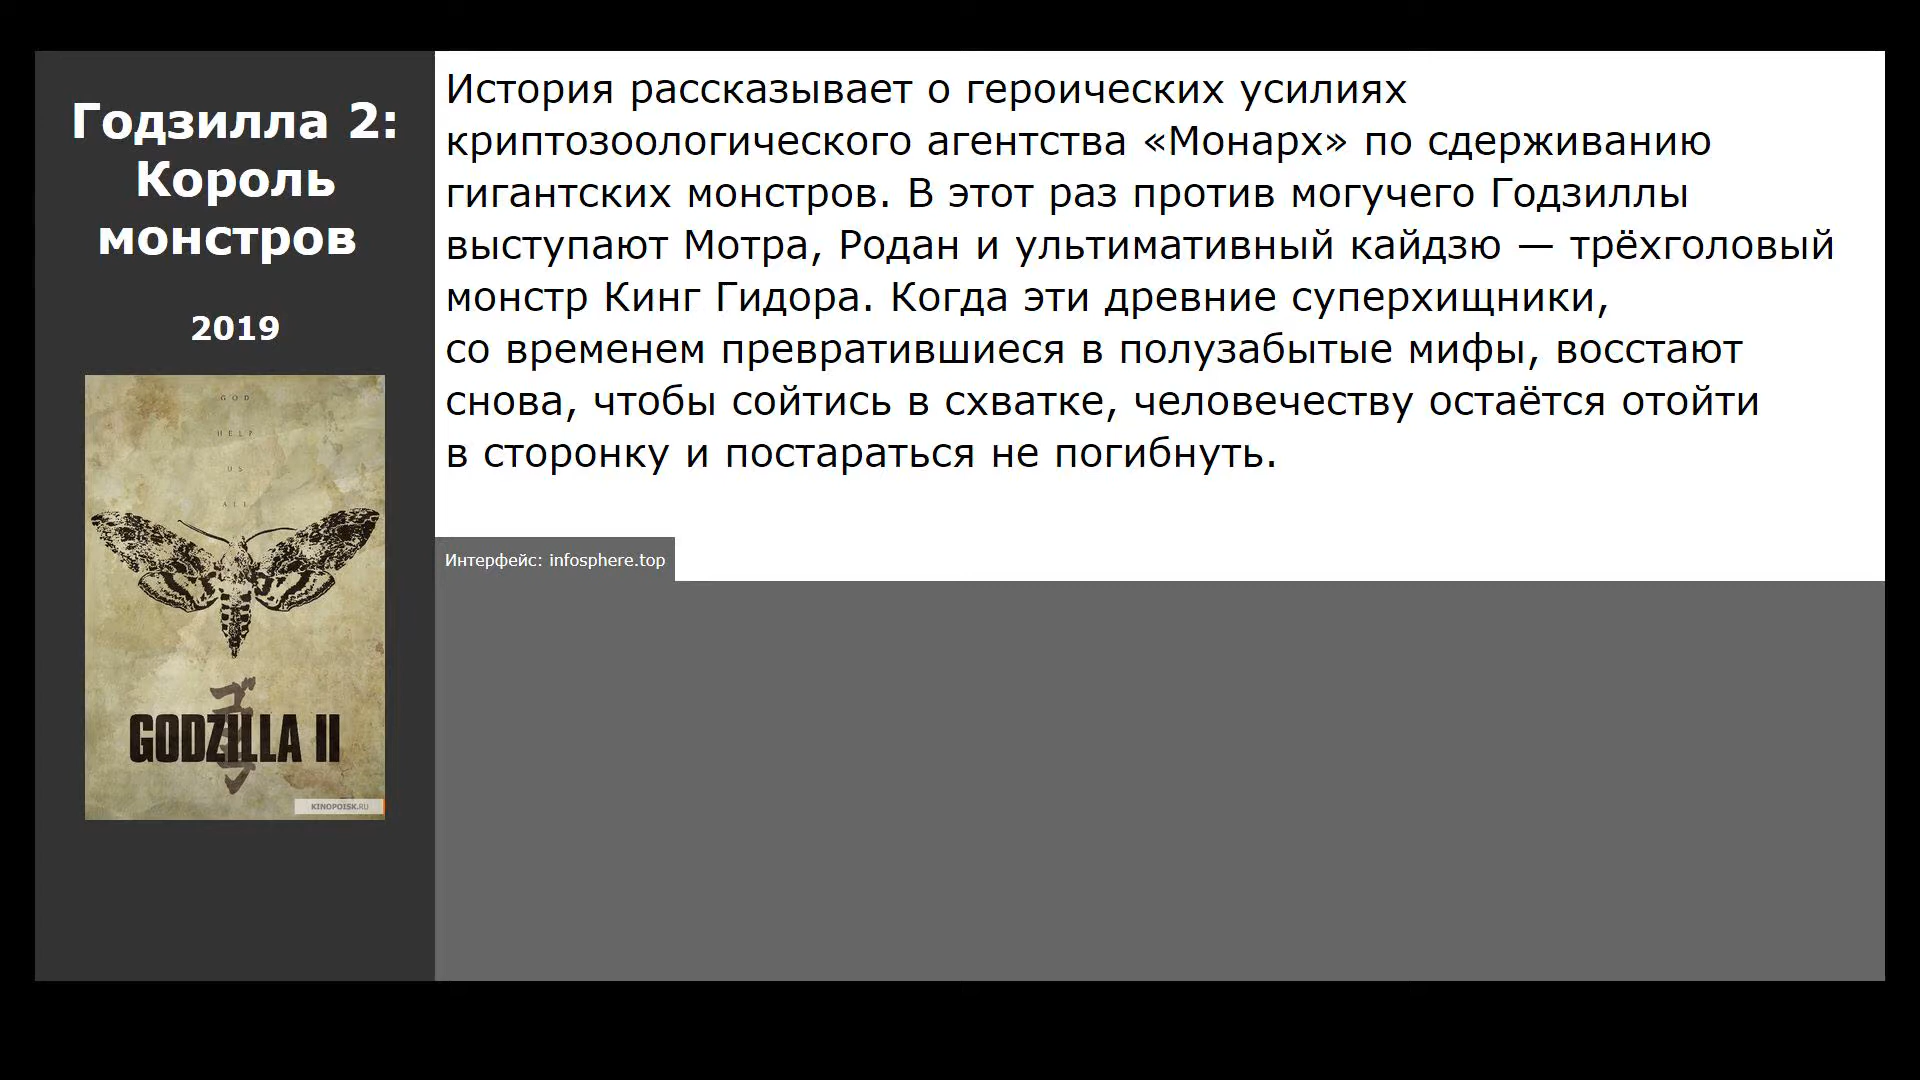 Годзилла 2:
Король
монстров
2019
GOD
HELP
US
ALL
GODZILLA II
KINOPOISK.RU
История рассказывает о героических усилиях
криптозоологического агентства «Монарх» по сдерживанию
гигантских монстров. В этот раз против могучего Годзиллы
выступают Мотра, Родан и ультимативный кайдзю — трёхголовый
монстр Кинг Гидора. Когда эти древние суперхищники,
со временем превратившиеся в полузабытые мифы, восстают
снова, чтобы сойтись в схватке, человечеству остаётся отойти
в сторонку и постараться не погибнуть.
Интерфейс: infosphere.top